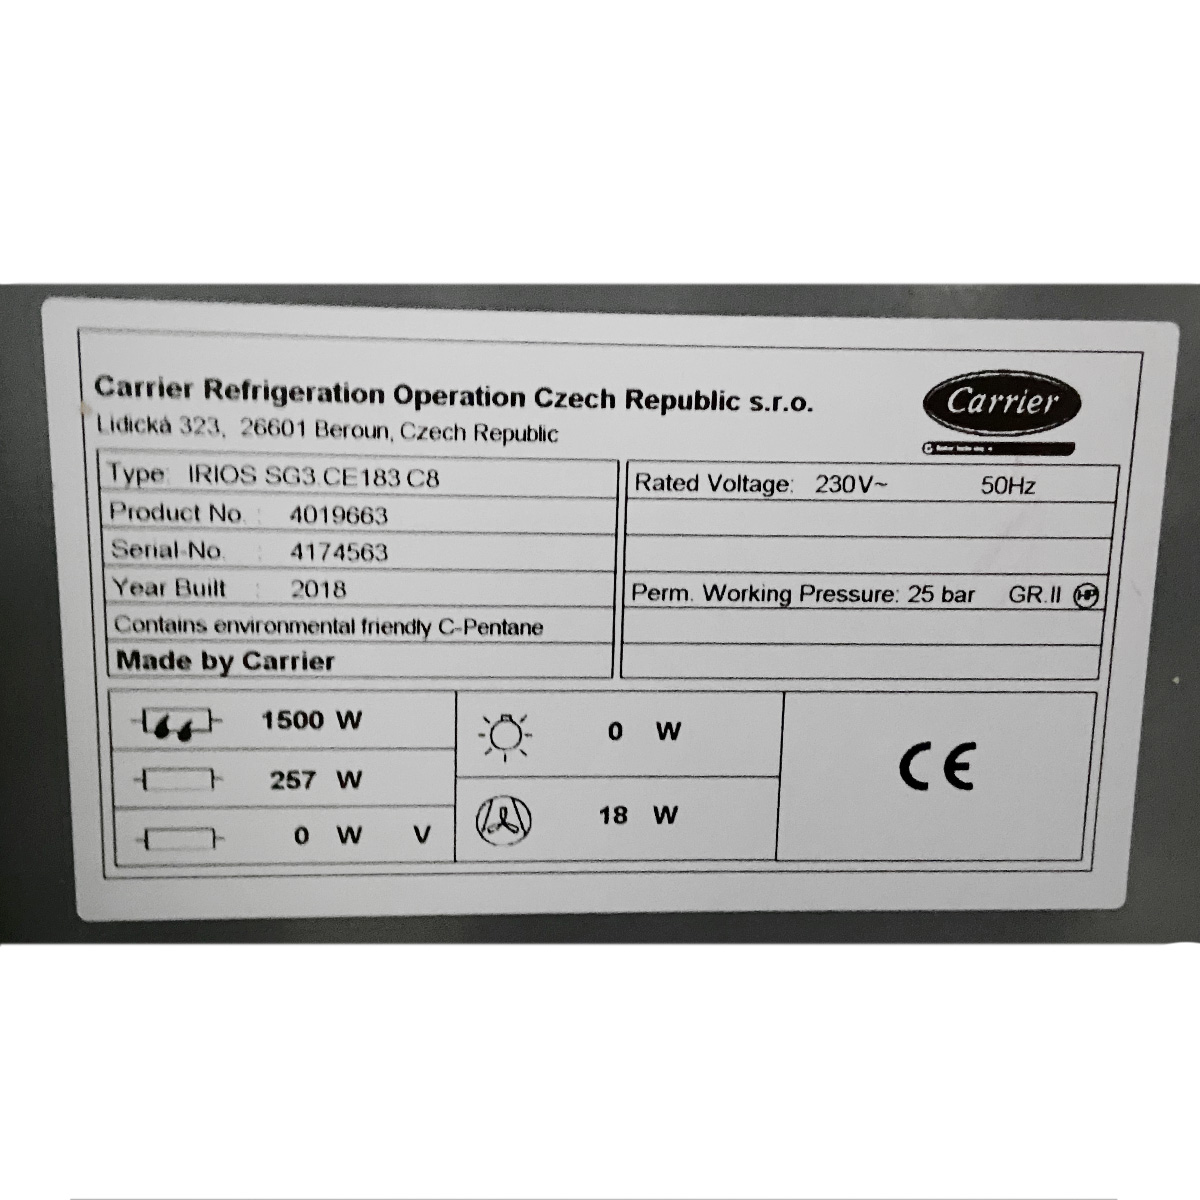 Carrier Refrigeration Operation Czech Republic s.r.o.
Lidická 323, 26601 Beroun, Czech Republic
Carrier
Type: IRIOS SG3.CE183 C8
Product No. : 4019663
Serial-No. : 4174563
Year Built : 2018
Contains environmental friendly C-Pentane
Made by Carrier
Rated Voltage: 230V~ 50Hz
Perm. Working Pressure: 25 bar GR.II HP
1500 W
257 W
0 W V
0 W
18 W
CE